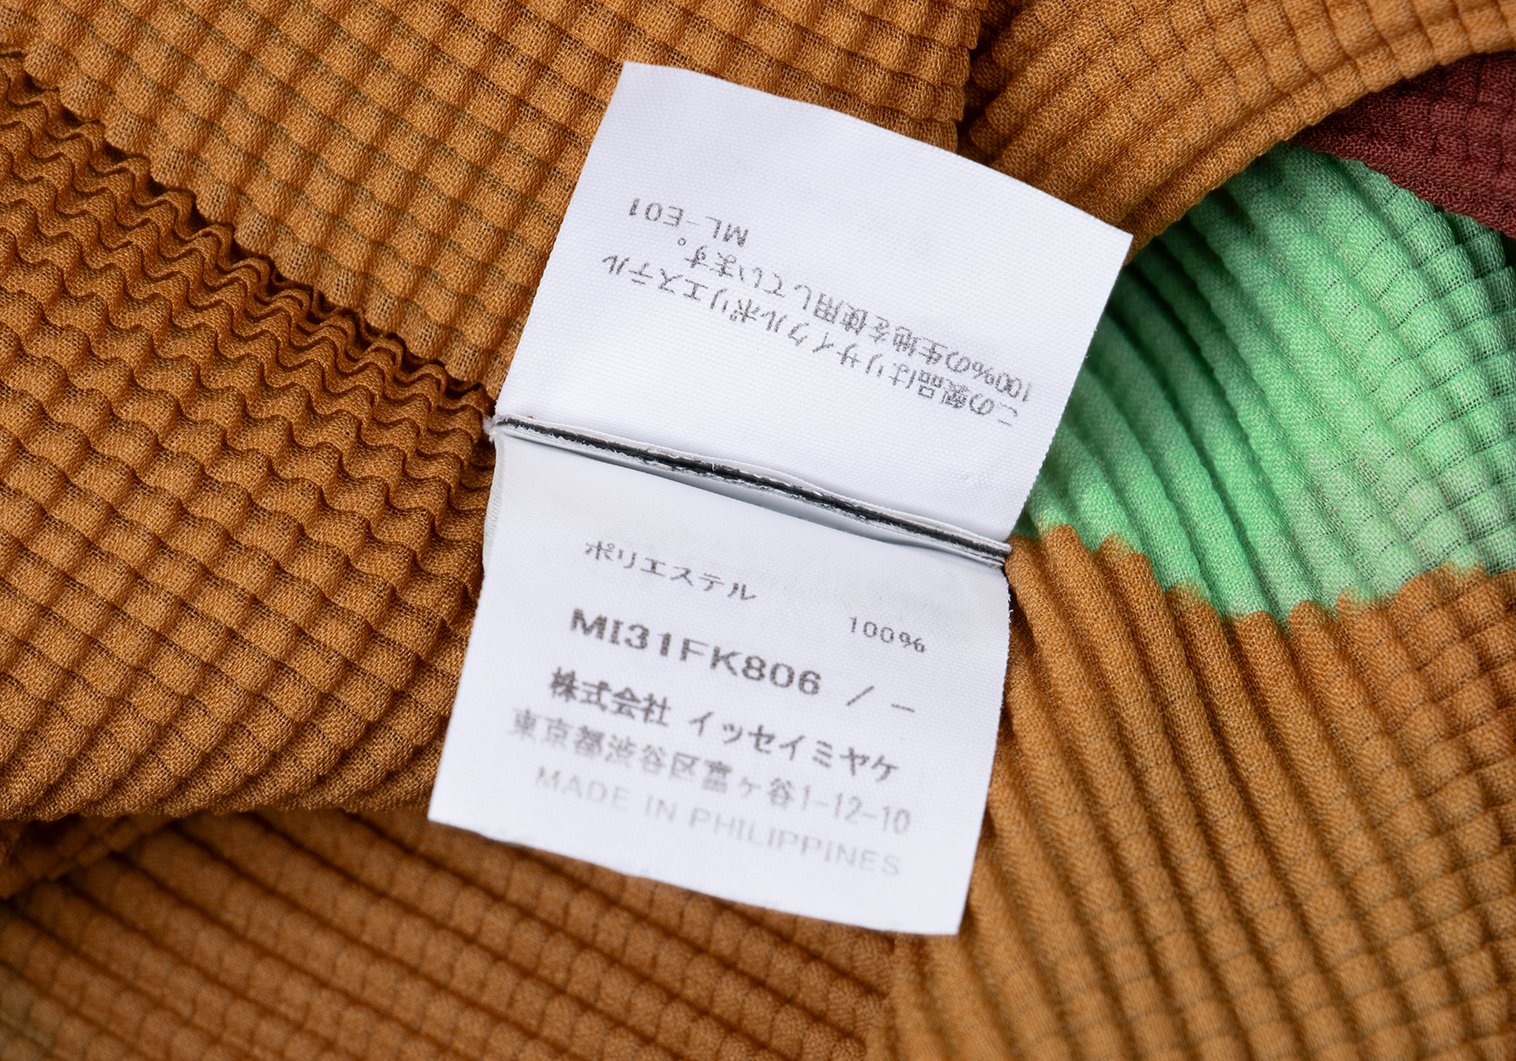 この製品はリサイクルポリエステル
100%の生地を使用しています。
ML-E01
ポリエステル
100%
MI31FK806 / －
株式会社 イッセイミヤケ
東京都渋谷区富ヶ谷1-12-10
MADE IN PHILIPPINES